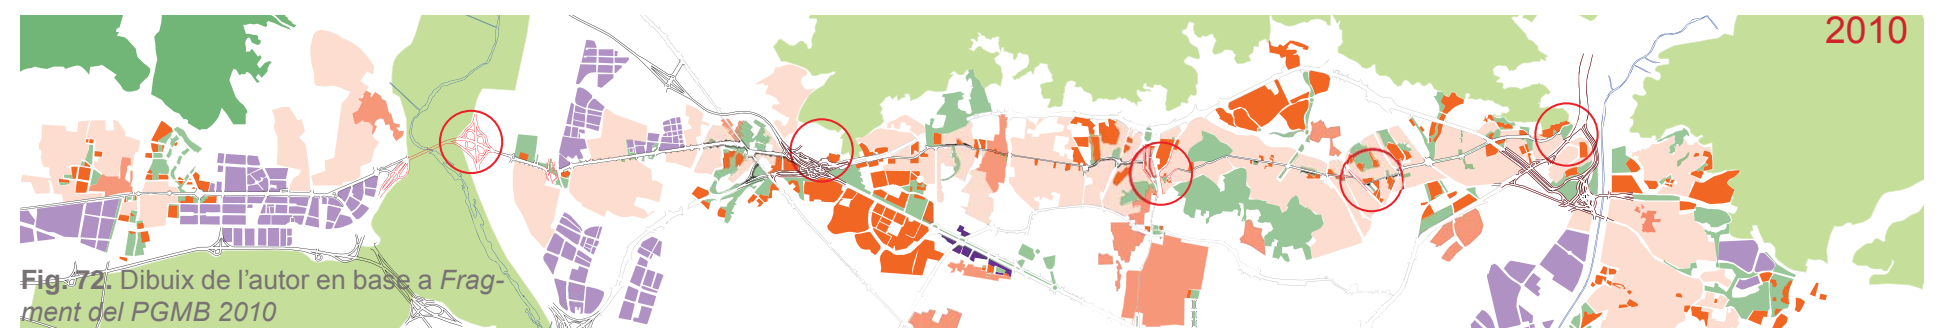 2010
Fig. 72. Dibuix de l’autor en base a Frag-
ment del PGMB 2010